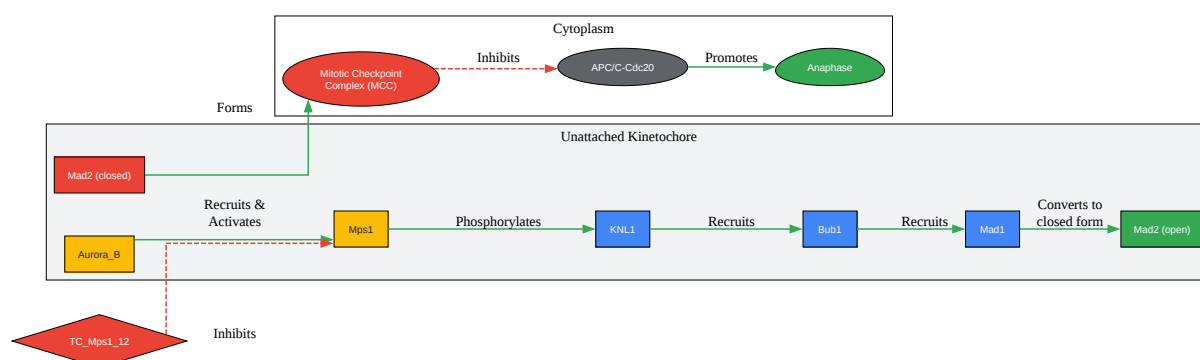 Cytoplasm
Mitotic Checkpoint
Complex (MCC)
Inhibits
APC/C-Cdc20
Promotes
Anaphase
Forms
Unattached Kinetochore
Mad2 (closed)
Recruits &
Activates
Aurora_B
Mps1
Phosphorylates
KNL1
Recruits
Bub1
Recruits
Mad1
Converts to
closed form
Mad2 (open)
TC_Mps1_12
Inhibits